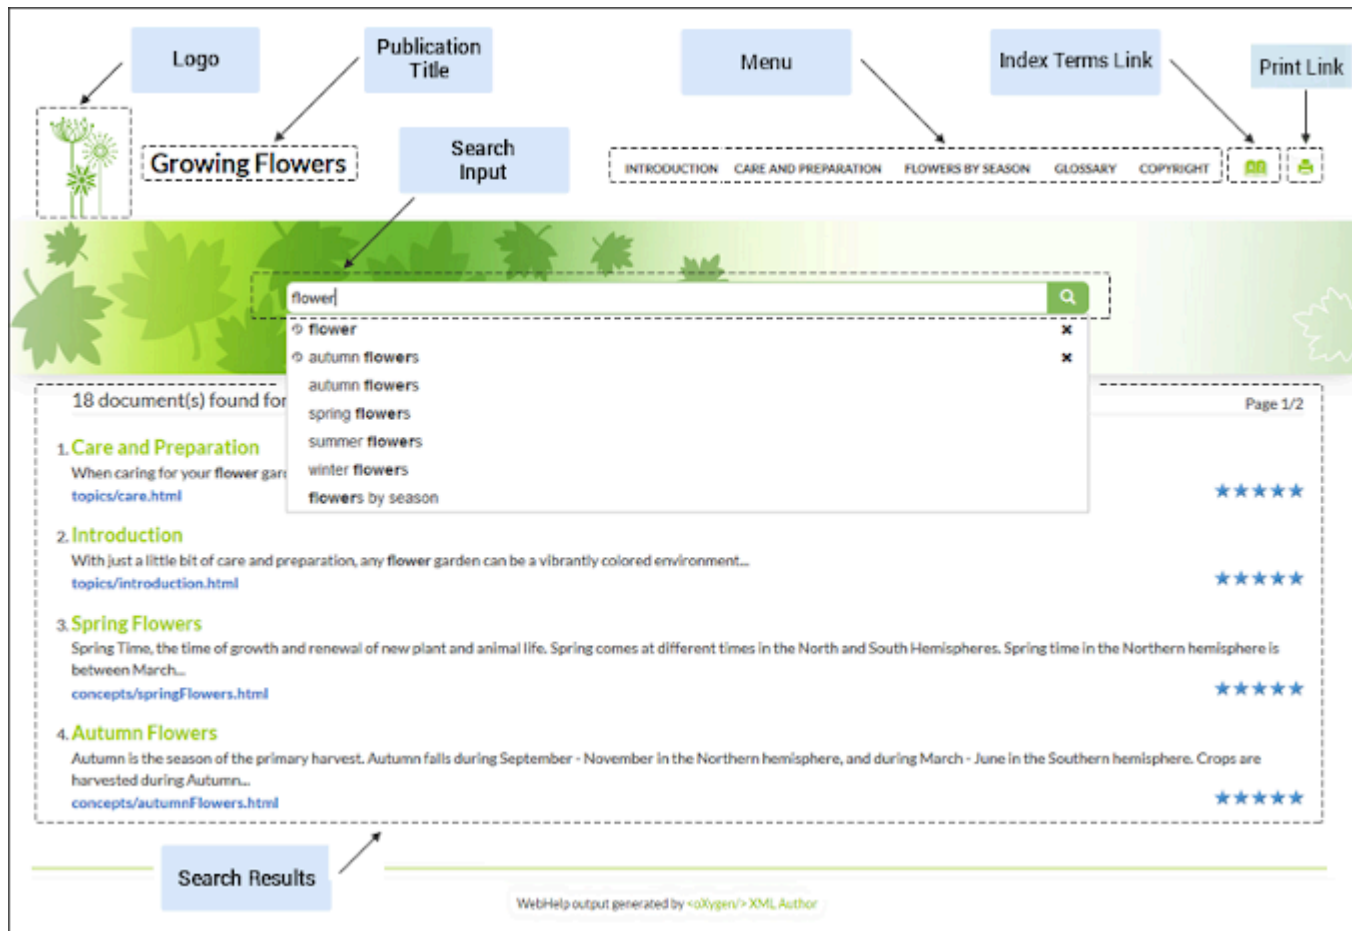 Logo
Publication
Title
Menu
Index Terms Link
Print Link
Growing Flowers
Search
Input
INTRODUCTION CARE AND PREPARATION FLOWERS BY SEASON GLOSSARY COPYRIGHT
flower
flower
autumn flowers
autumn flowers
spring flowers
summer flowers
winter flowers
flowers by season
18 document(s) found for
Page 1/2
1. Care and Preparation
When caring for your flower gar
topics/care.html
2. Introduction
With just a little bit of care and preparation, any flower garden can be a vibrantly colored environment...
topics/introduction.html
3. Spring Flowers
Spring Time, the time of growth and renewal of new plant and animal life. Spring comes at different times in the North and South Hemispheres. Spring time in the Northern hemisphere is
between March...
concepts/springFlowers.html
4. Autumn Flowers
Autumn is the season of the primary harvest. Autumn falls during September - November in the Northern hemisphere, and during March - June in the Southern hemisphere. Crops are
harvested during Autumn...
concepts/autumnFlowers.html
Search Results
WebHelp output generated by <oXygen/> XML Author